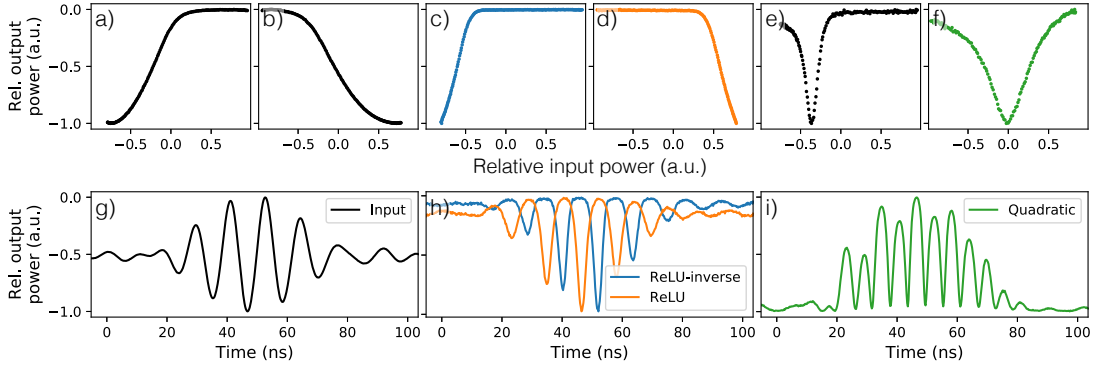 Rel. output
power (a.u.)
0.0
−0.5
−1.0
a)
b)
c)
d)
e)
f)
−0.5 0.0 0.5
−0.5 0.0 0.5
−0.5 0.0 0.5
−0.5 0.0 0.5
−0.5 0.0 0.5
−0.5 0.0 0.5
Relative input power (a.u.)
Rel. output
power (a.u.)
0.0
−0.5
−1.0
g)
Input
h)
ReLU-inverse
ReLU
i)
Quadratic
0 20 40 60 80 100
0 20 40 60 80 100
0 20 40 60 80 100
Time (ns)
Time (ns)
Time (ns)